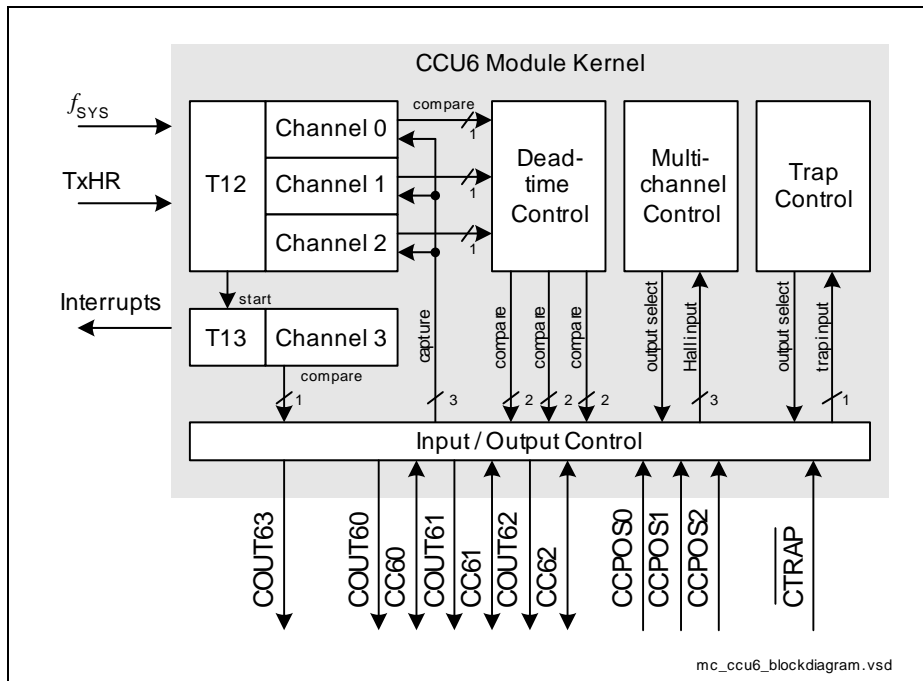 CCU6 Module Kernel
fSYS
TxHR
Interrupts
T12
Channel 0
Channel 1
Channel 2
compare
1
1
1
start
T13
Channel 3
compare
1
capture
3
Dead-
time
Control
compare
compare
compare
2
2
2
Multi-
channel
Control
output select
Hall input
3
Trap
Control
output select
trap input
1
Input / Output Control
COUT63
COUT60
CC60
COUT61
CC61
COUT62
CC62
CCPOS0
CCPOS1
CCPOS2
CTRAP
mc_ccu6_blockdiagram.vsd